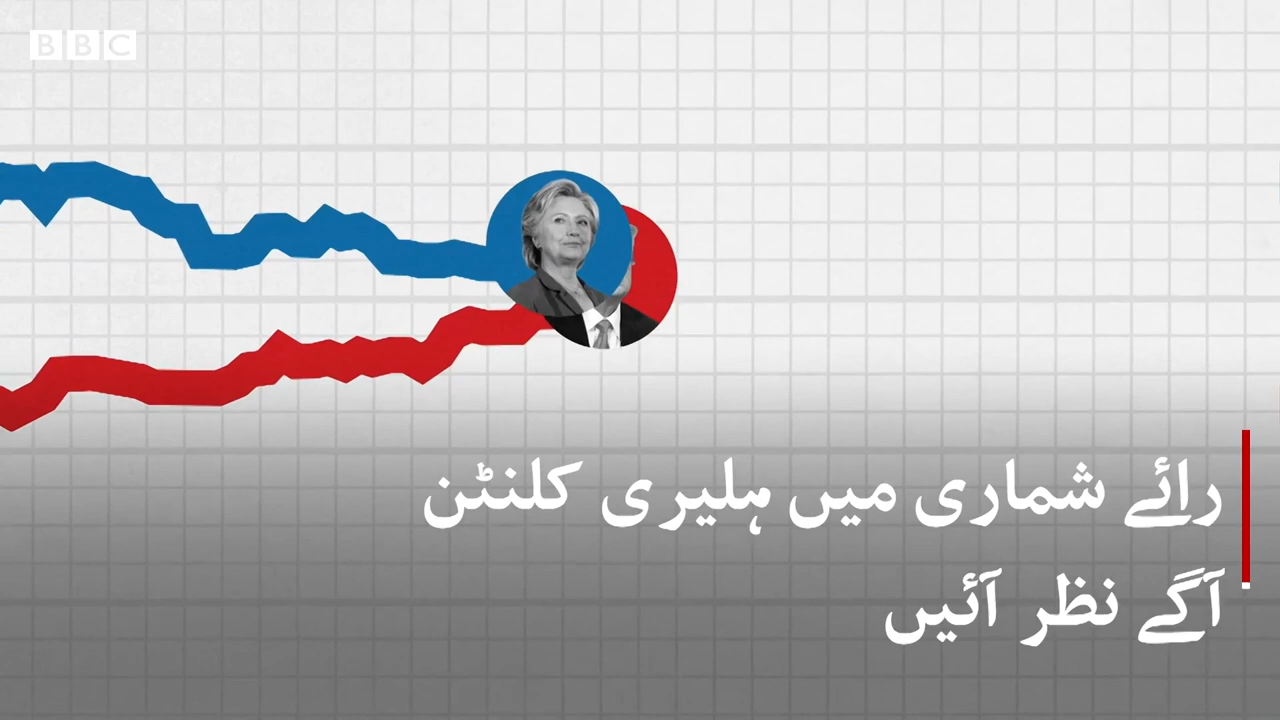 BBC
رائے شماری میں ہلیری کلنٹن
آگے نظر آئیں